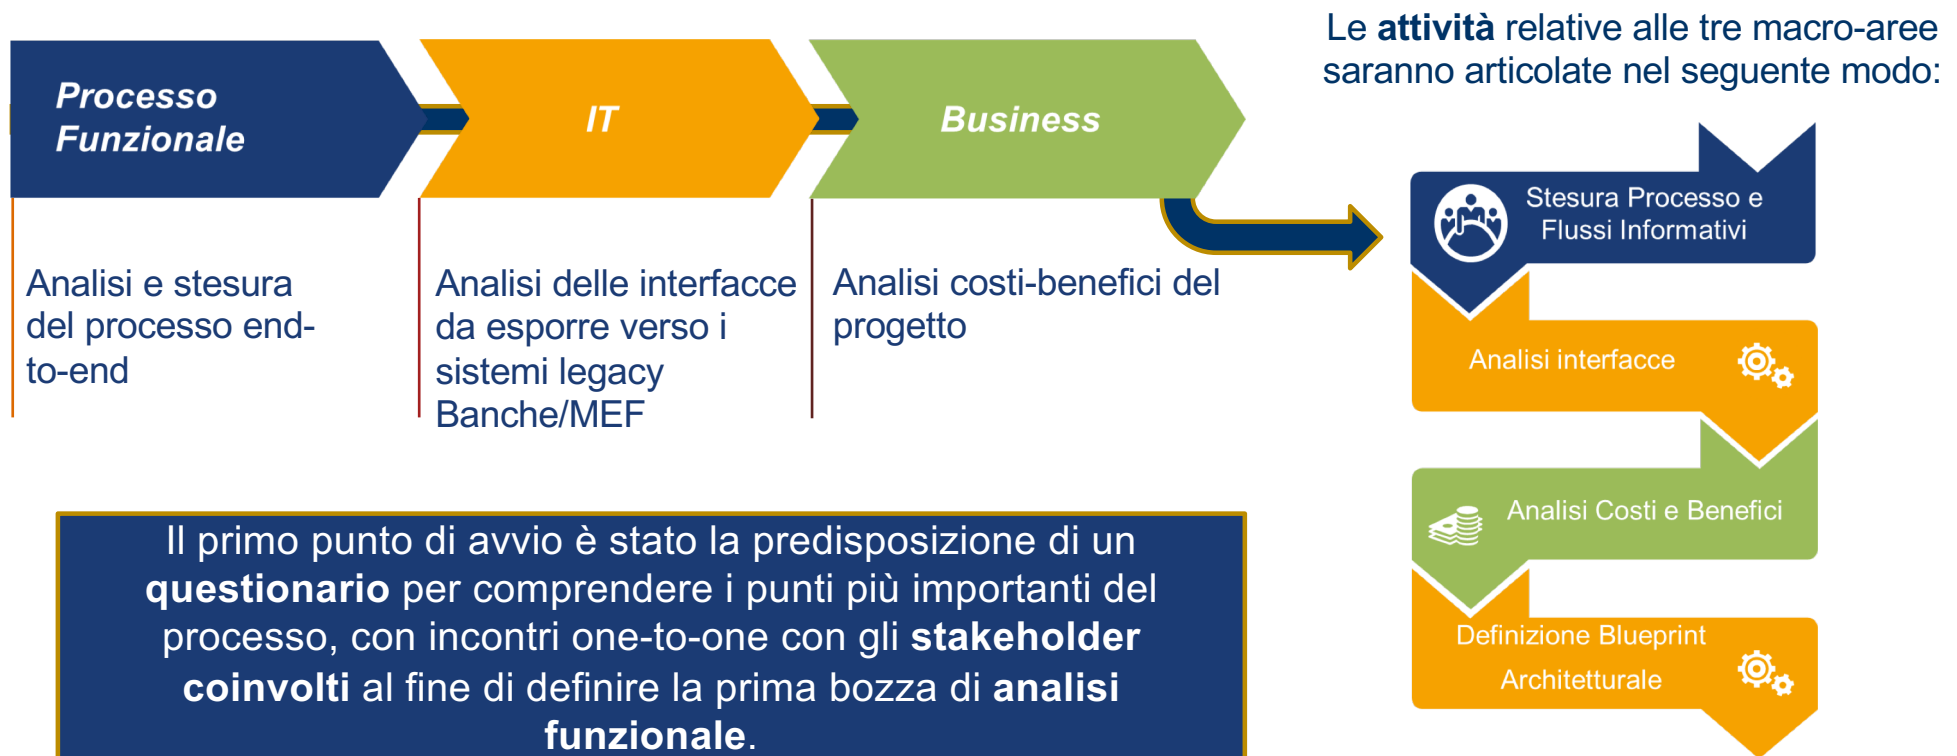 Processo
Funzionale
IT
Business
Analisi e stesura
del processo end-
to-end
Analisi delle interfacce
da esporre verso i
sistemi legacy
Banche/MEF
Analisi costi-benefici del
progetto
Il primo punto di avvio è stato la predisposizione di un
questionario per comprendere i punti più importanti del
processo, con incontri one-to-one con gli stakeholder
coinvolti al fine di definire la prima bozza di analisi
funzionale.
Le attività relative alle tre macro-aree
saranno articolate nel seguente modo:
Stesura Processo e
Flussi Informativi
Analisi interfacce
Analisi Costi e Benefici
Definizione Blueprint
Architetturale